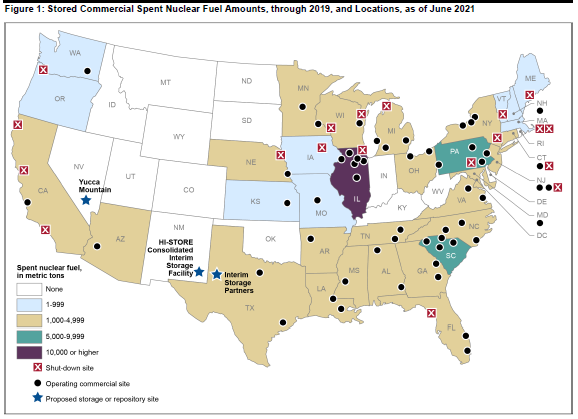 Figure 1: Stored Commercial Spent Nuclear Fuel Amounts, through 2019, and Locations, as of June 2021
WA
MT
ND
MN
ME
VT
NH
OR
ID
SD
WI
MI
NY
MA
WY
RI
CT
NE
IA
PA
NJ
NV
UT
CO
IL
IN
OH
DE
CA
Yucca
Mountain
KS
MO
WV
VA
MD
KY
DC
AZ
NM
HI-STORE
Consolidated
Interim
Storage
Facility
OK
AR
TN
NC
SC
Interim
Storage
Partners
MS
AL
GA
TX
LA
FL
Spent nuclear fuel,
in metric tons
None
1-999
1,000-4,999
5,000-9,999
10,000 or higher
Shut-down site
Operating commercial site
Proposed storage or repository site